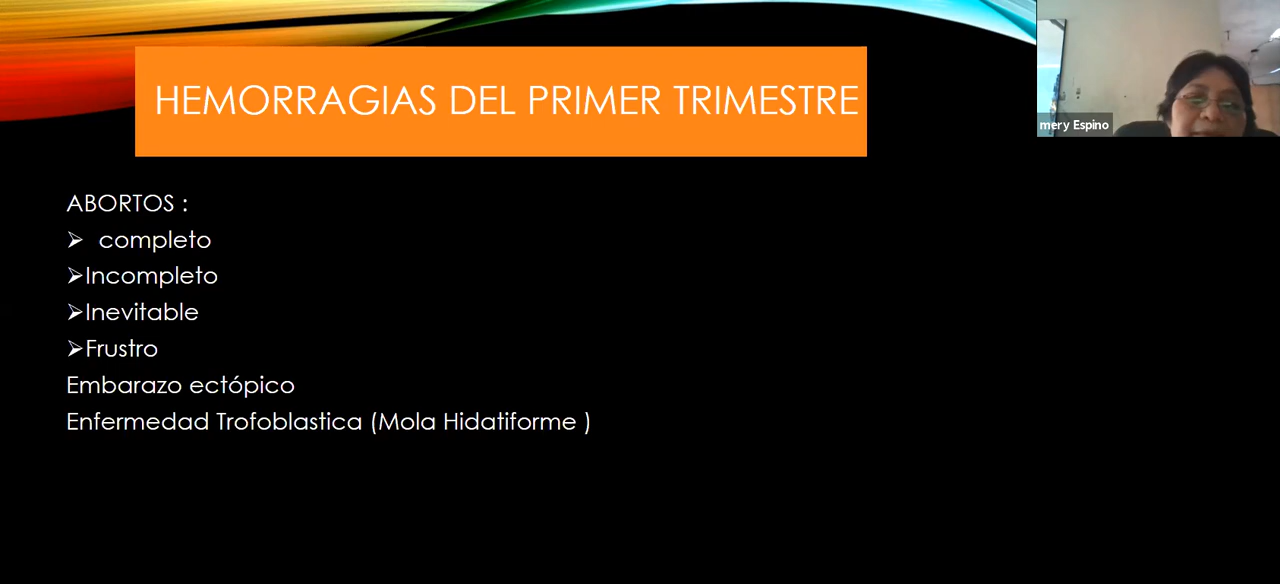 HEMORRAGIAS DEL PRIMER TRIMESTRE
mery Espino
ABORTOS :
➢ completo
➢Incompleto
➢Inevitable
➢Frustro
Embarazo ectópico
Enfermedad Trofoblastica (Mola Hidatiforme )